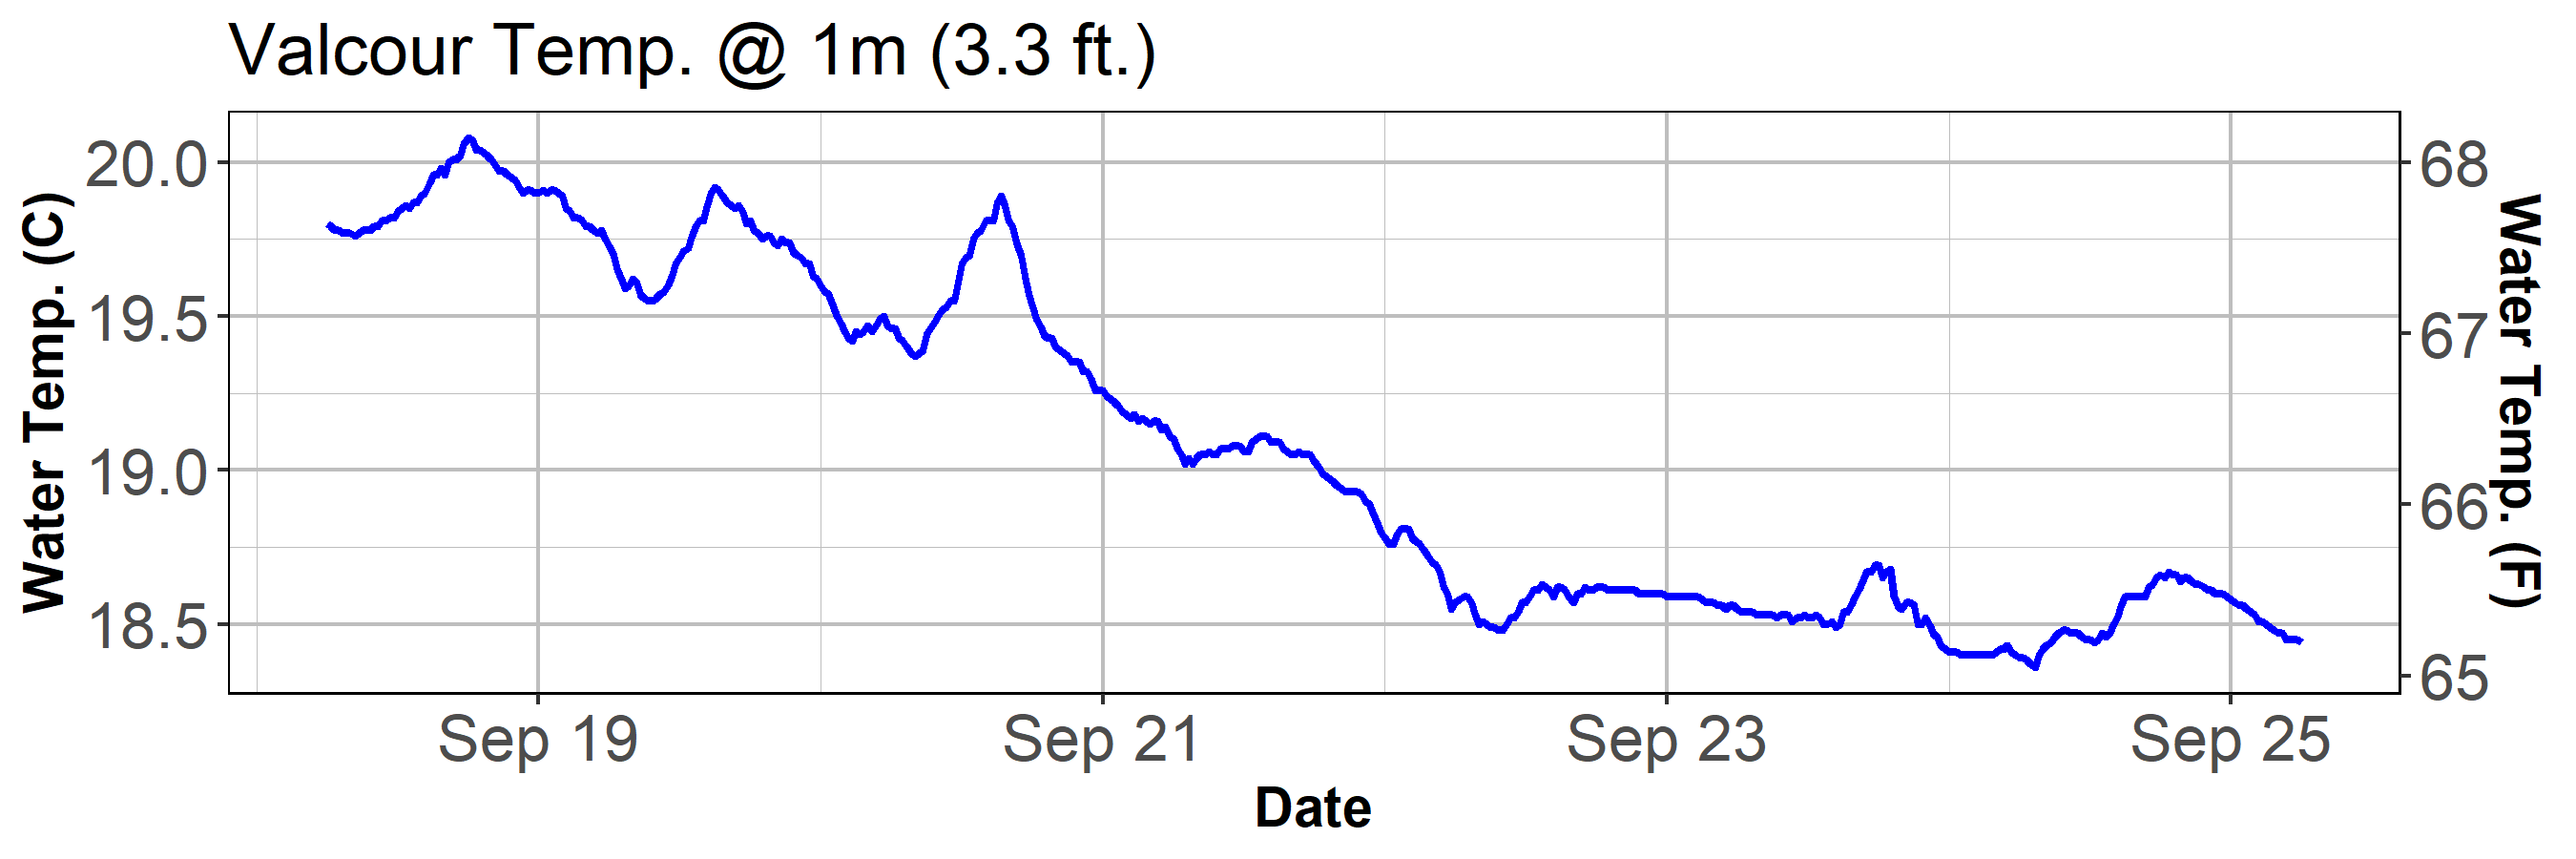 Valcour Temp. @ 1m (3.3 ft.)
Water Temp. (C)
20.0
19.5
19.0
18.5
68
67
66
65
Water Temp. (F)
Sep 19
Sep 21
Sep 23
Sep 25
Date